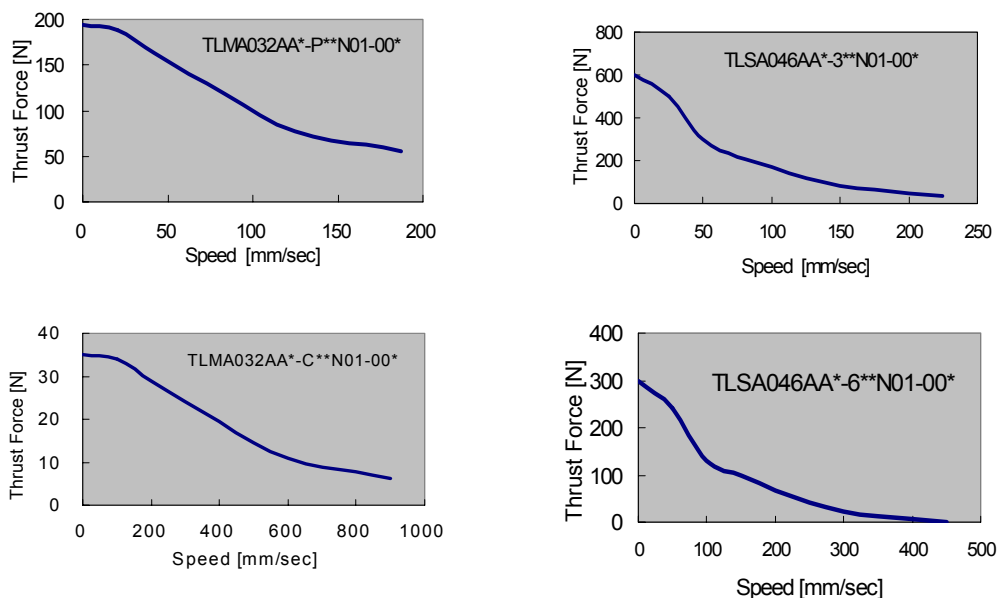 TLMA032AA*-P**N01-00*
Thrust Force [N]
200
150
100
50
0
0 50 100 150 200
Speed [mm/sec]
TLSA046AA*-3**N01-00*
Thrust Force [N]
800
600
400
200
0
0 50 100 150 200 250
Speed [mm/sec]
TLMA032AA*-C**N01-00*
Thrust Force [N]
40
30
20
10
0
0 200 400 600 800 1000
Speed [mm/sec]
TLSA046AA*-6**N01-00*
Thrust Force [N]
400
300
200
100
0
0 100 200 300 400 500
Speed [mm/sec]